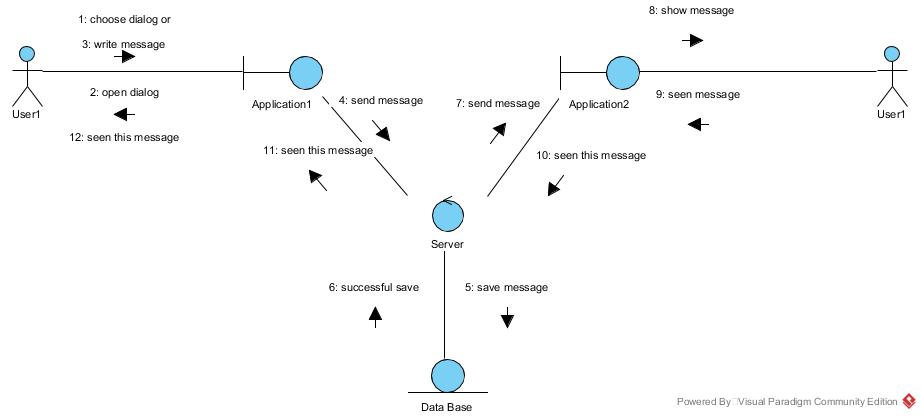 8: show message
1: choose dialog or
3: write message
2: open dialog
9: seen message
Application1
4: send message
7: send message
Application2
User1
User1
12: seen this message
11: seen this message
10: seen this message
Server
6: successful save
5: save message
Data Base
Powered By Visual Paradigm Community Edition